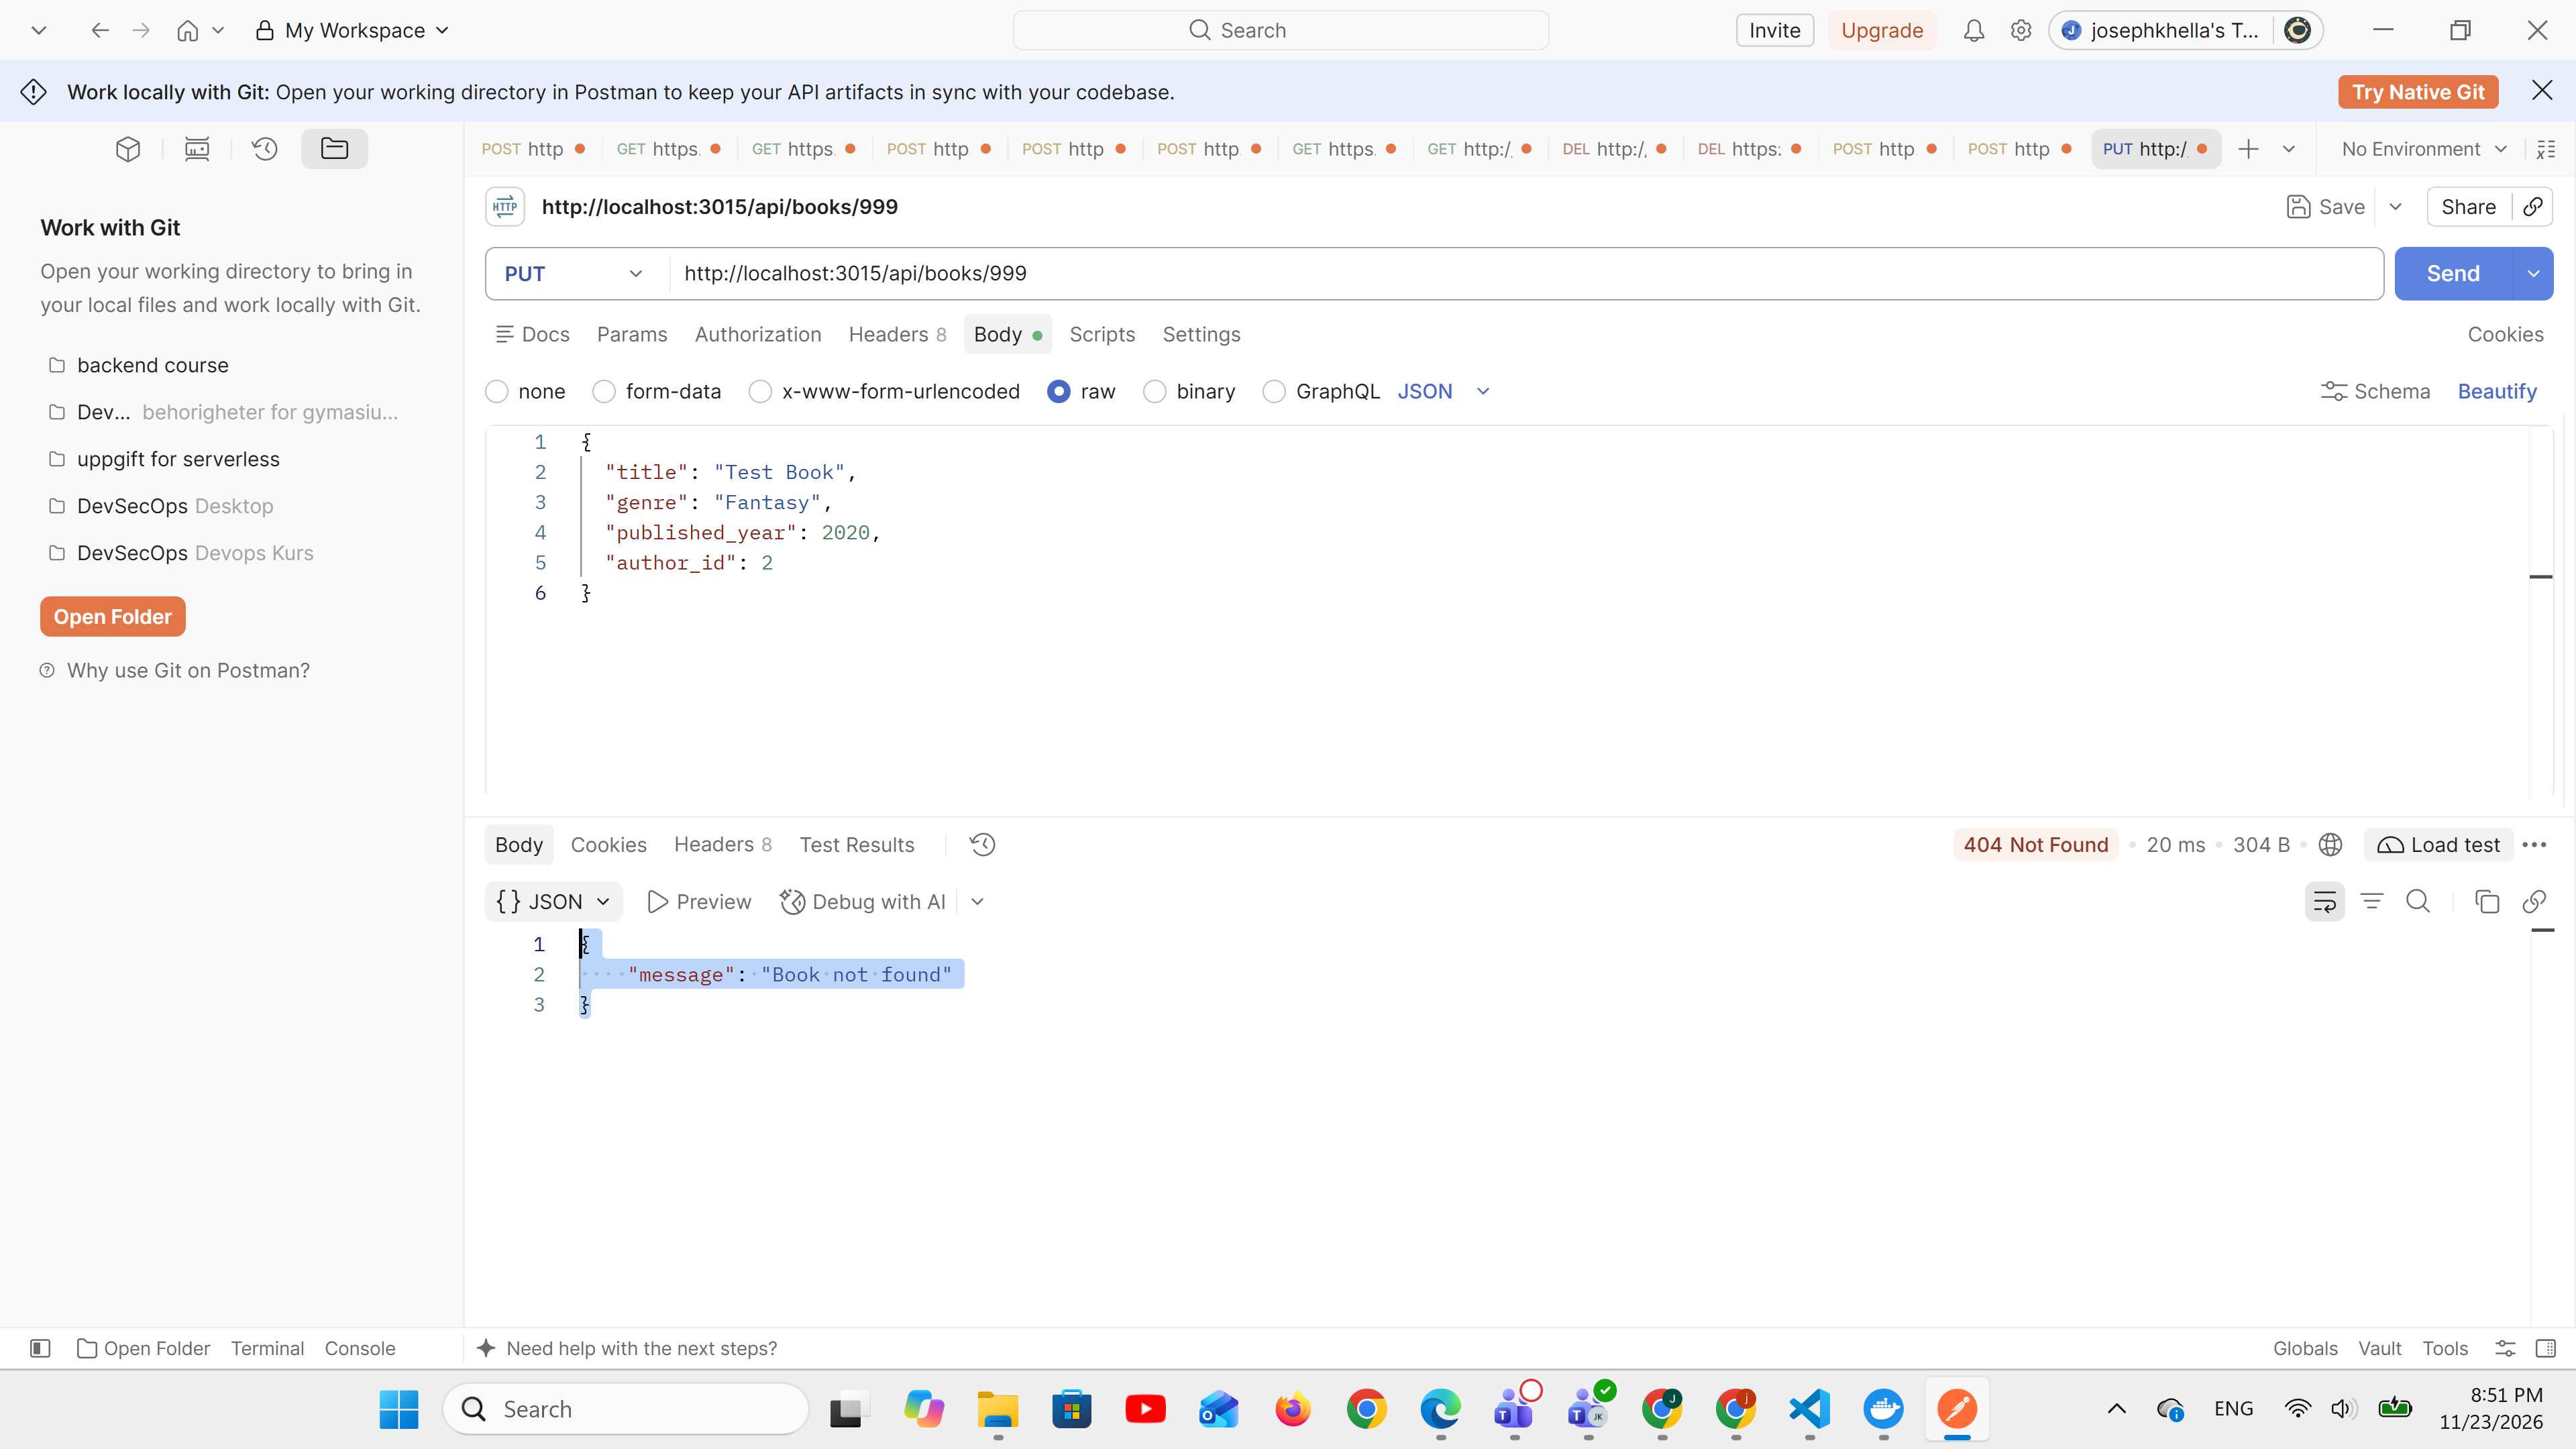 My Workspace
Search
Invite
Upgrade
josephkhella's T...
Work locally with Git: Open your working directory in Postman to keep your API artifacts in sync with your codebase.
Try Native Git
POST http
GET https
GET https
POST http
POST http
POST http
GET https
GET http:/
DEL http:/
DEL https:
POST http
POST http
PUT http:/
No Environment
Work with Git
Open your working directory to bring in
your local files and work locally with Git.
backend course
Dev... behorigheter for gymasiu...
uppgift for serverless
DevSecOps Desktop
DevSecOps Devops Kurs
Open Folder
Why use Git on Postman?
HTTP
http://localhost:3015/api/books/999
Save
Share
PUT
http://localhost:3015/api/books/999
Send
Docs
Params
Authorization
Headers 8
Body
Scripts
Settings
Cookies
none
form-data
x-www-form-urlencoded
raw
binary
GraphQL
JSON
Schema
Beautify
1 {
2 "title": "Test Book",
3 "genre": "Fantasy",
4 "published_year": 2020,
5 "author_id": 2
6 }
Body
Cookies
Headers 8
Test Results
404 Not Found
20 ms
304 B
Load test
{} JSON
Preview
Debug with AI
1 {
2 "message": "Book not found"
3 }
Open Folder
Terminal
Console
Need help with the next steps?
Globals
Vault
Tools
Search
ENG
8:51 PM
11/23/2026